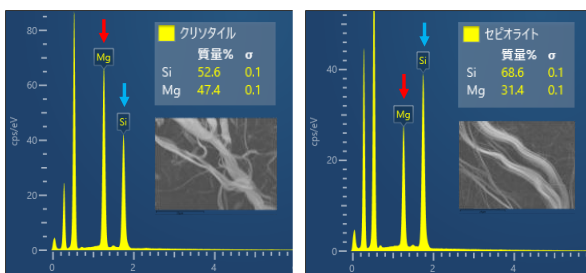 クリソタイル
質量% σ
Si 52.6 0.1
Mg 47.4 0.1
Mg
Si
cps/eV
80
60
40
20
0
0 2 4
セピオライト
質量% σ
Si 68.6 0.1
Mg 31.4 0.1
Si
Mg
cps/eV
40
20
0
0 2 4